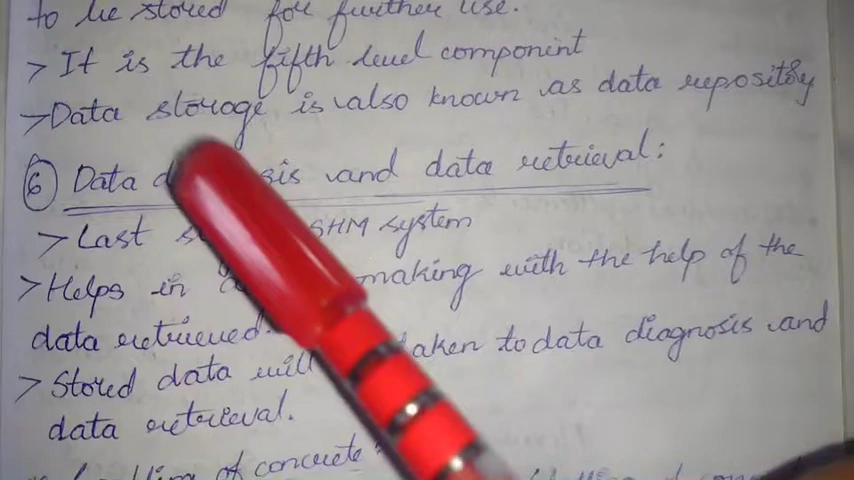 to be stored for further use.
> It is the fifth level component
> Data storage is also known as data repository
6 Data and data retrieval:
> Last SHM system
> Helps in making with the help of the
data retrieved.
> Stored data will taken to data diagnosis and
data retrieval.
of concrete